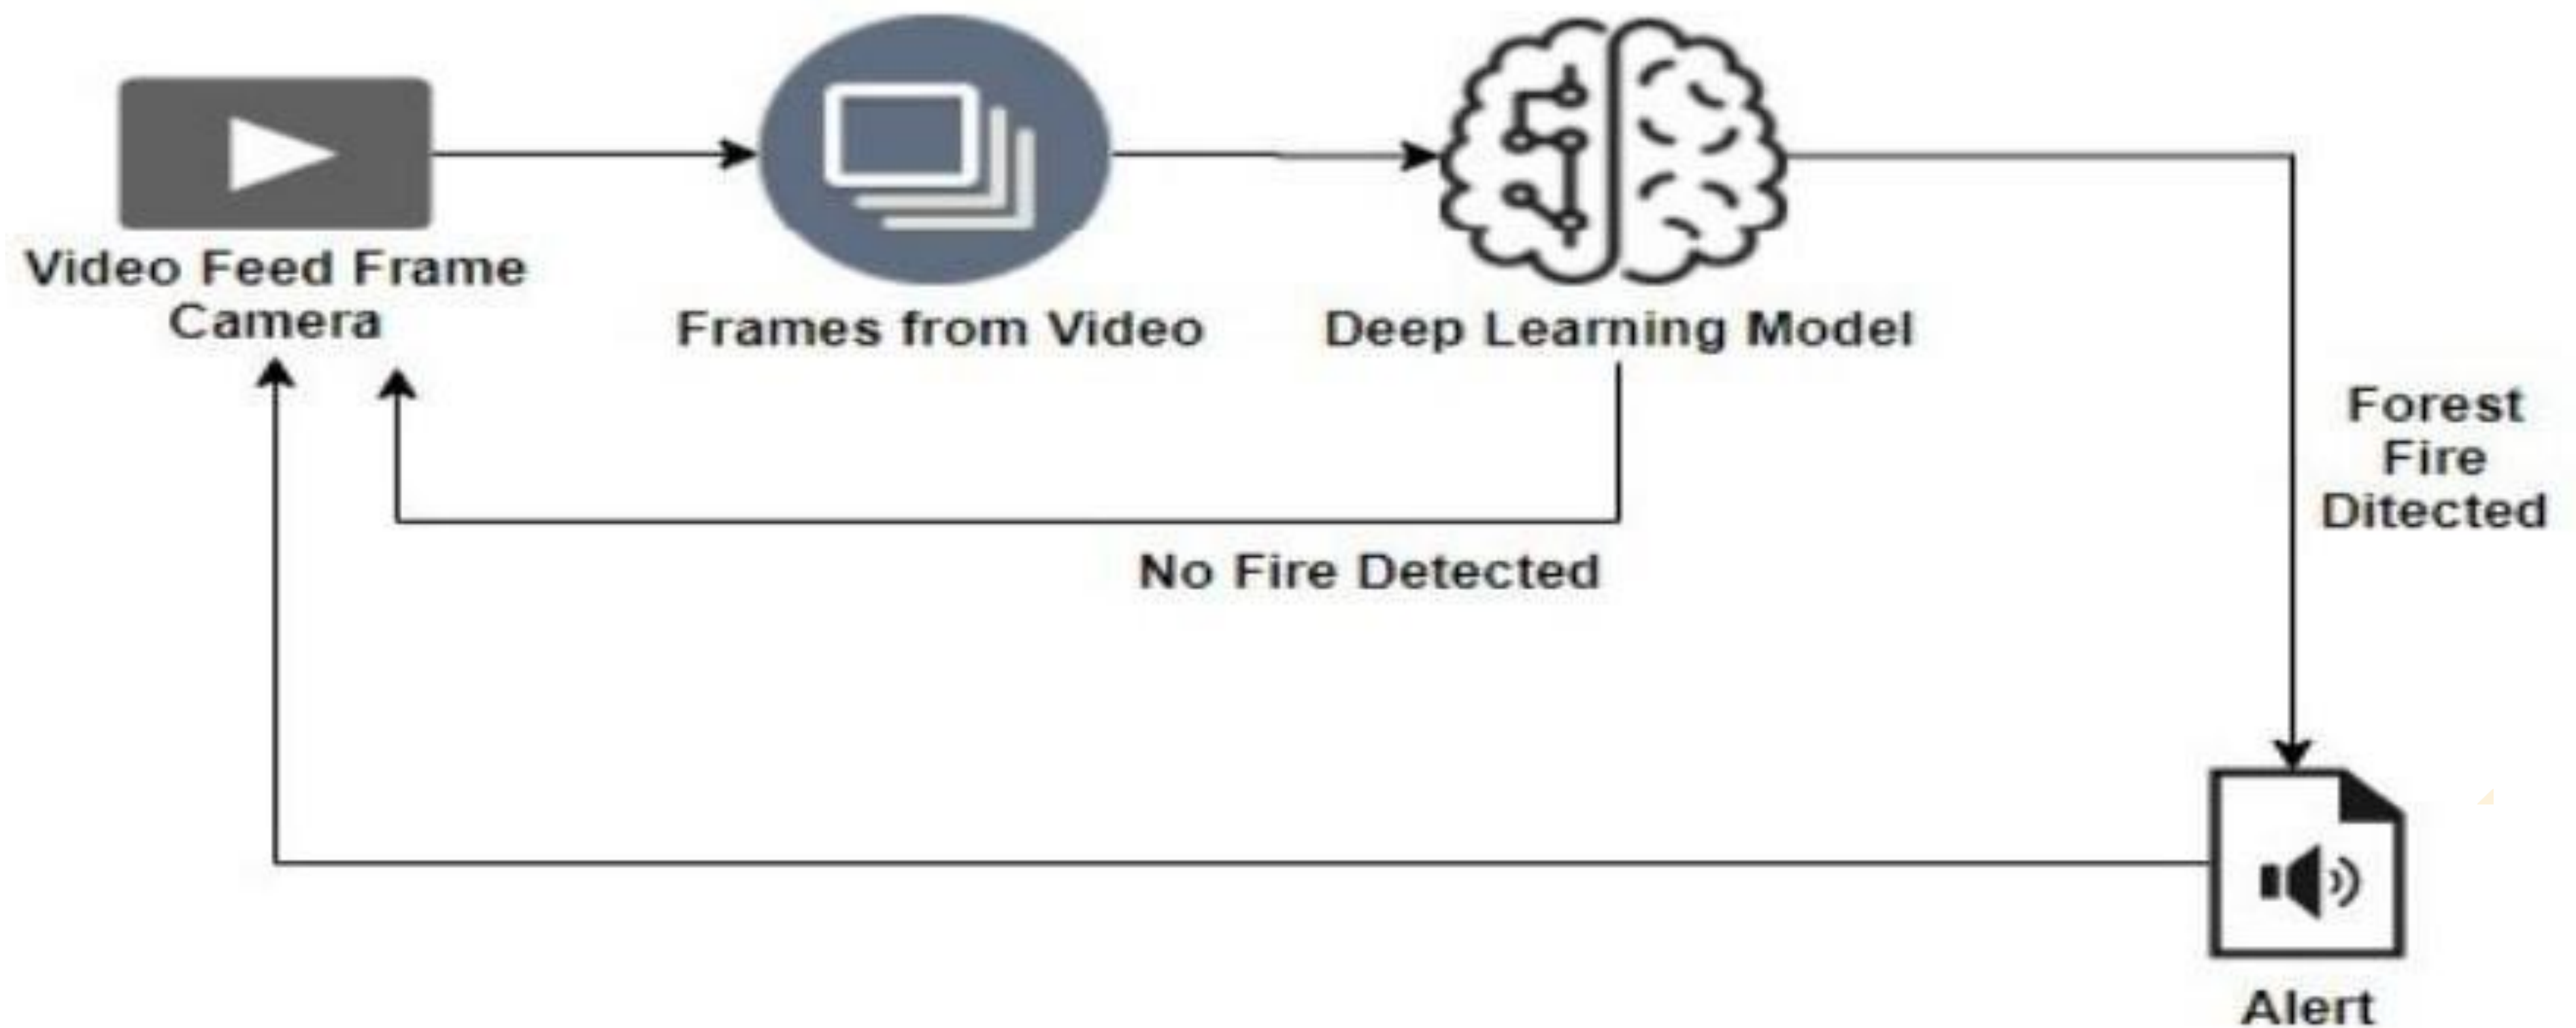 Video Feed Frame
Camera
Frames from Video
Deep Learning Model
Forest
Fire
Ditected
No Fire Detected
Alert